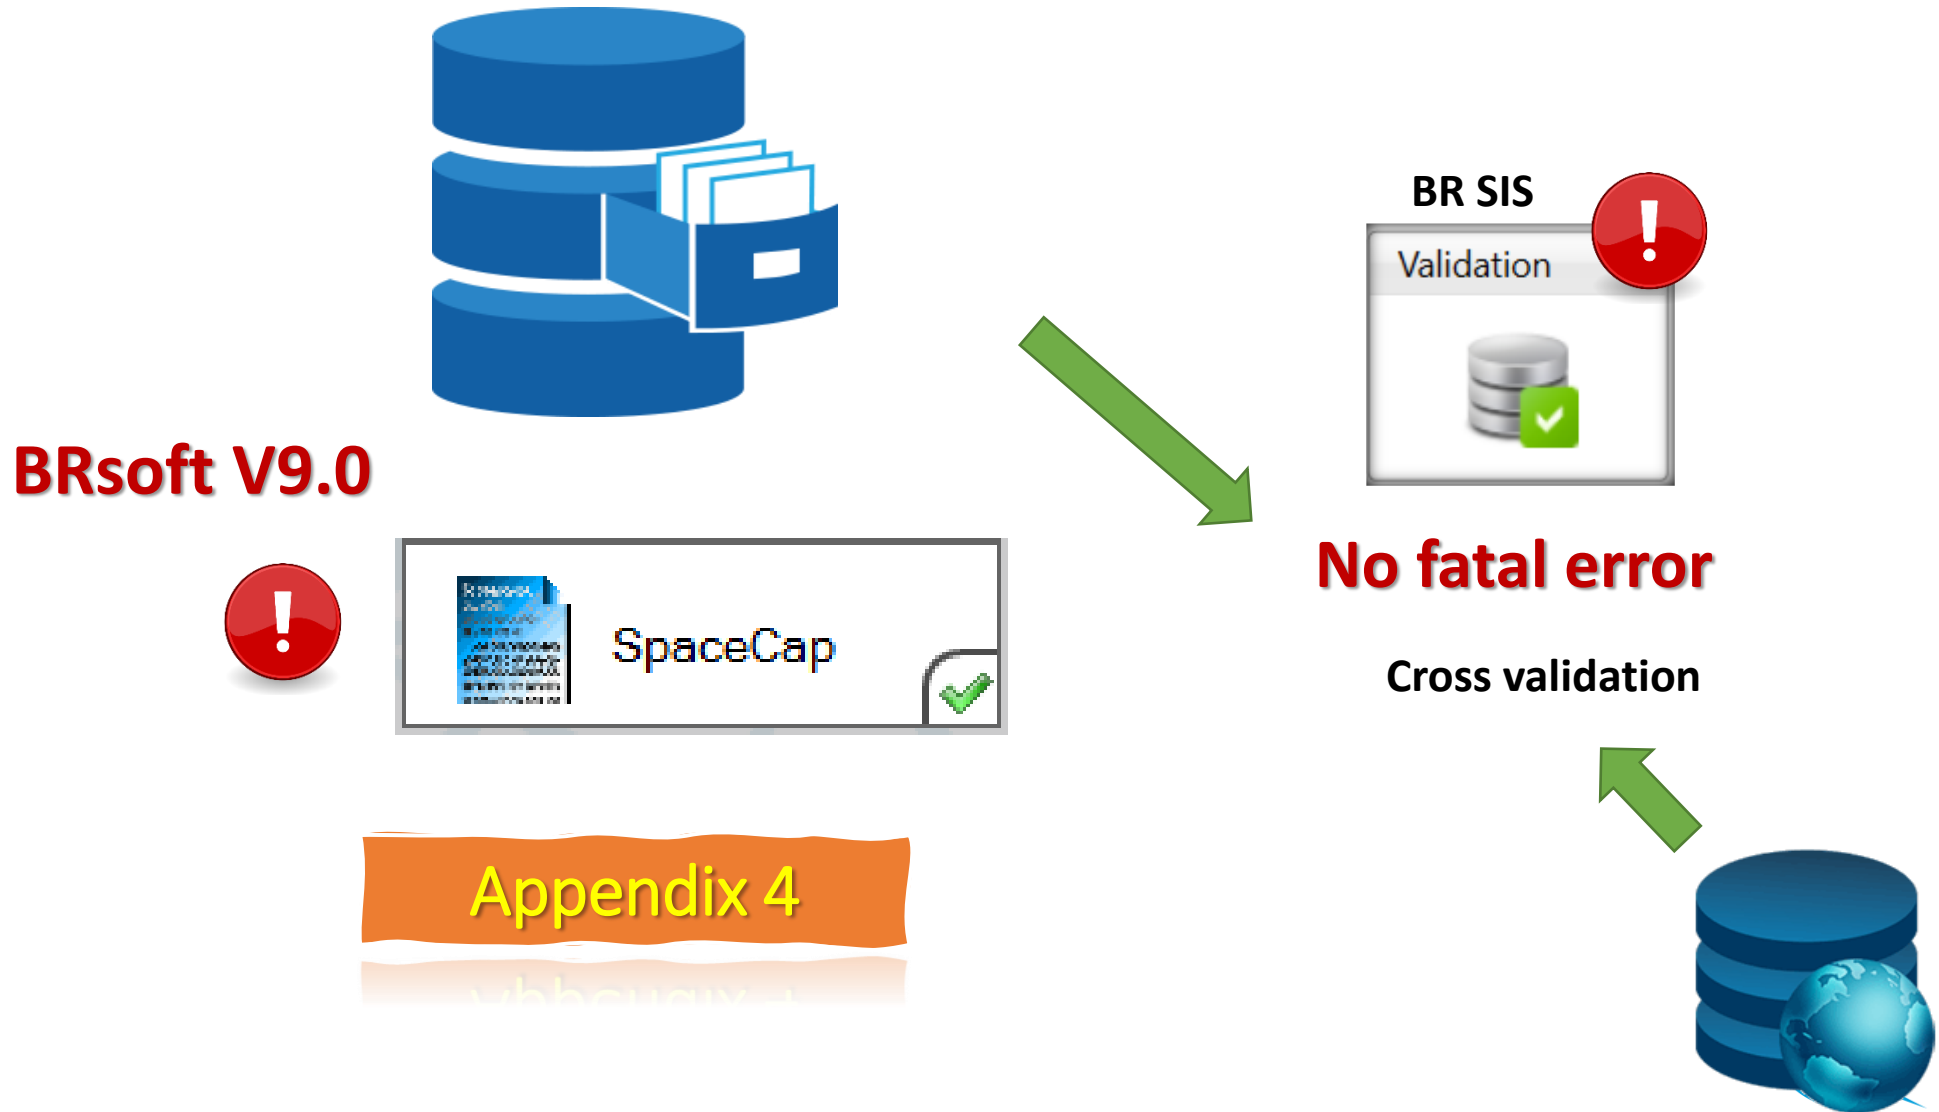 BR SIS
Validation
BRsoft V9.0
No fatal error
SpaceCap
Cross validation
Appendix 4